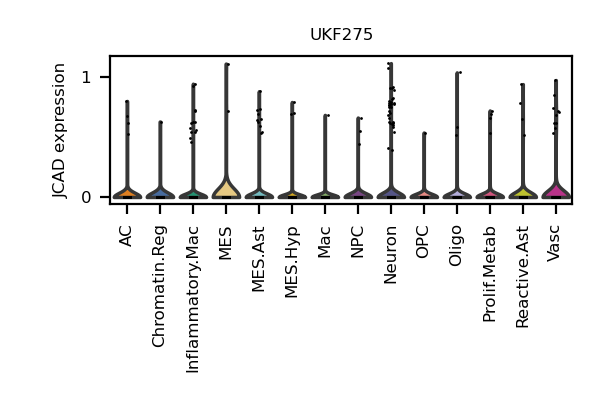 UKF275
JCAD expression
1
0
AC
Chromatin.Reg
Inflammatory.Mac
MES
MES.Ast
MES.Hyp
Mac
NPC
Neuron
OPC
Oligo
Prolif.Metab
Reactive.Ast
Vasc